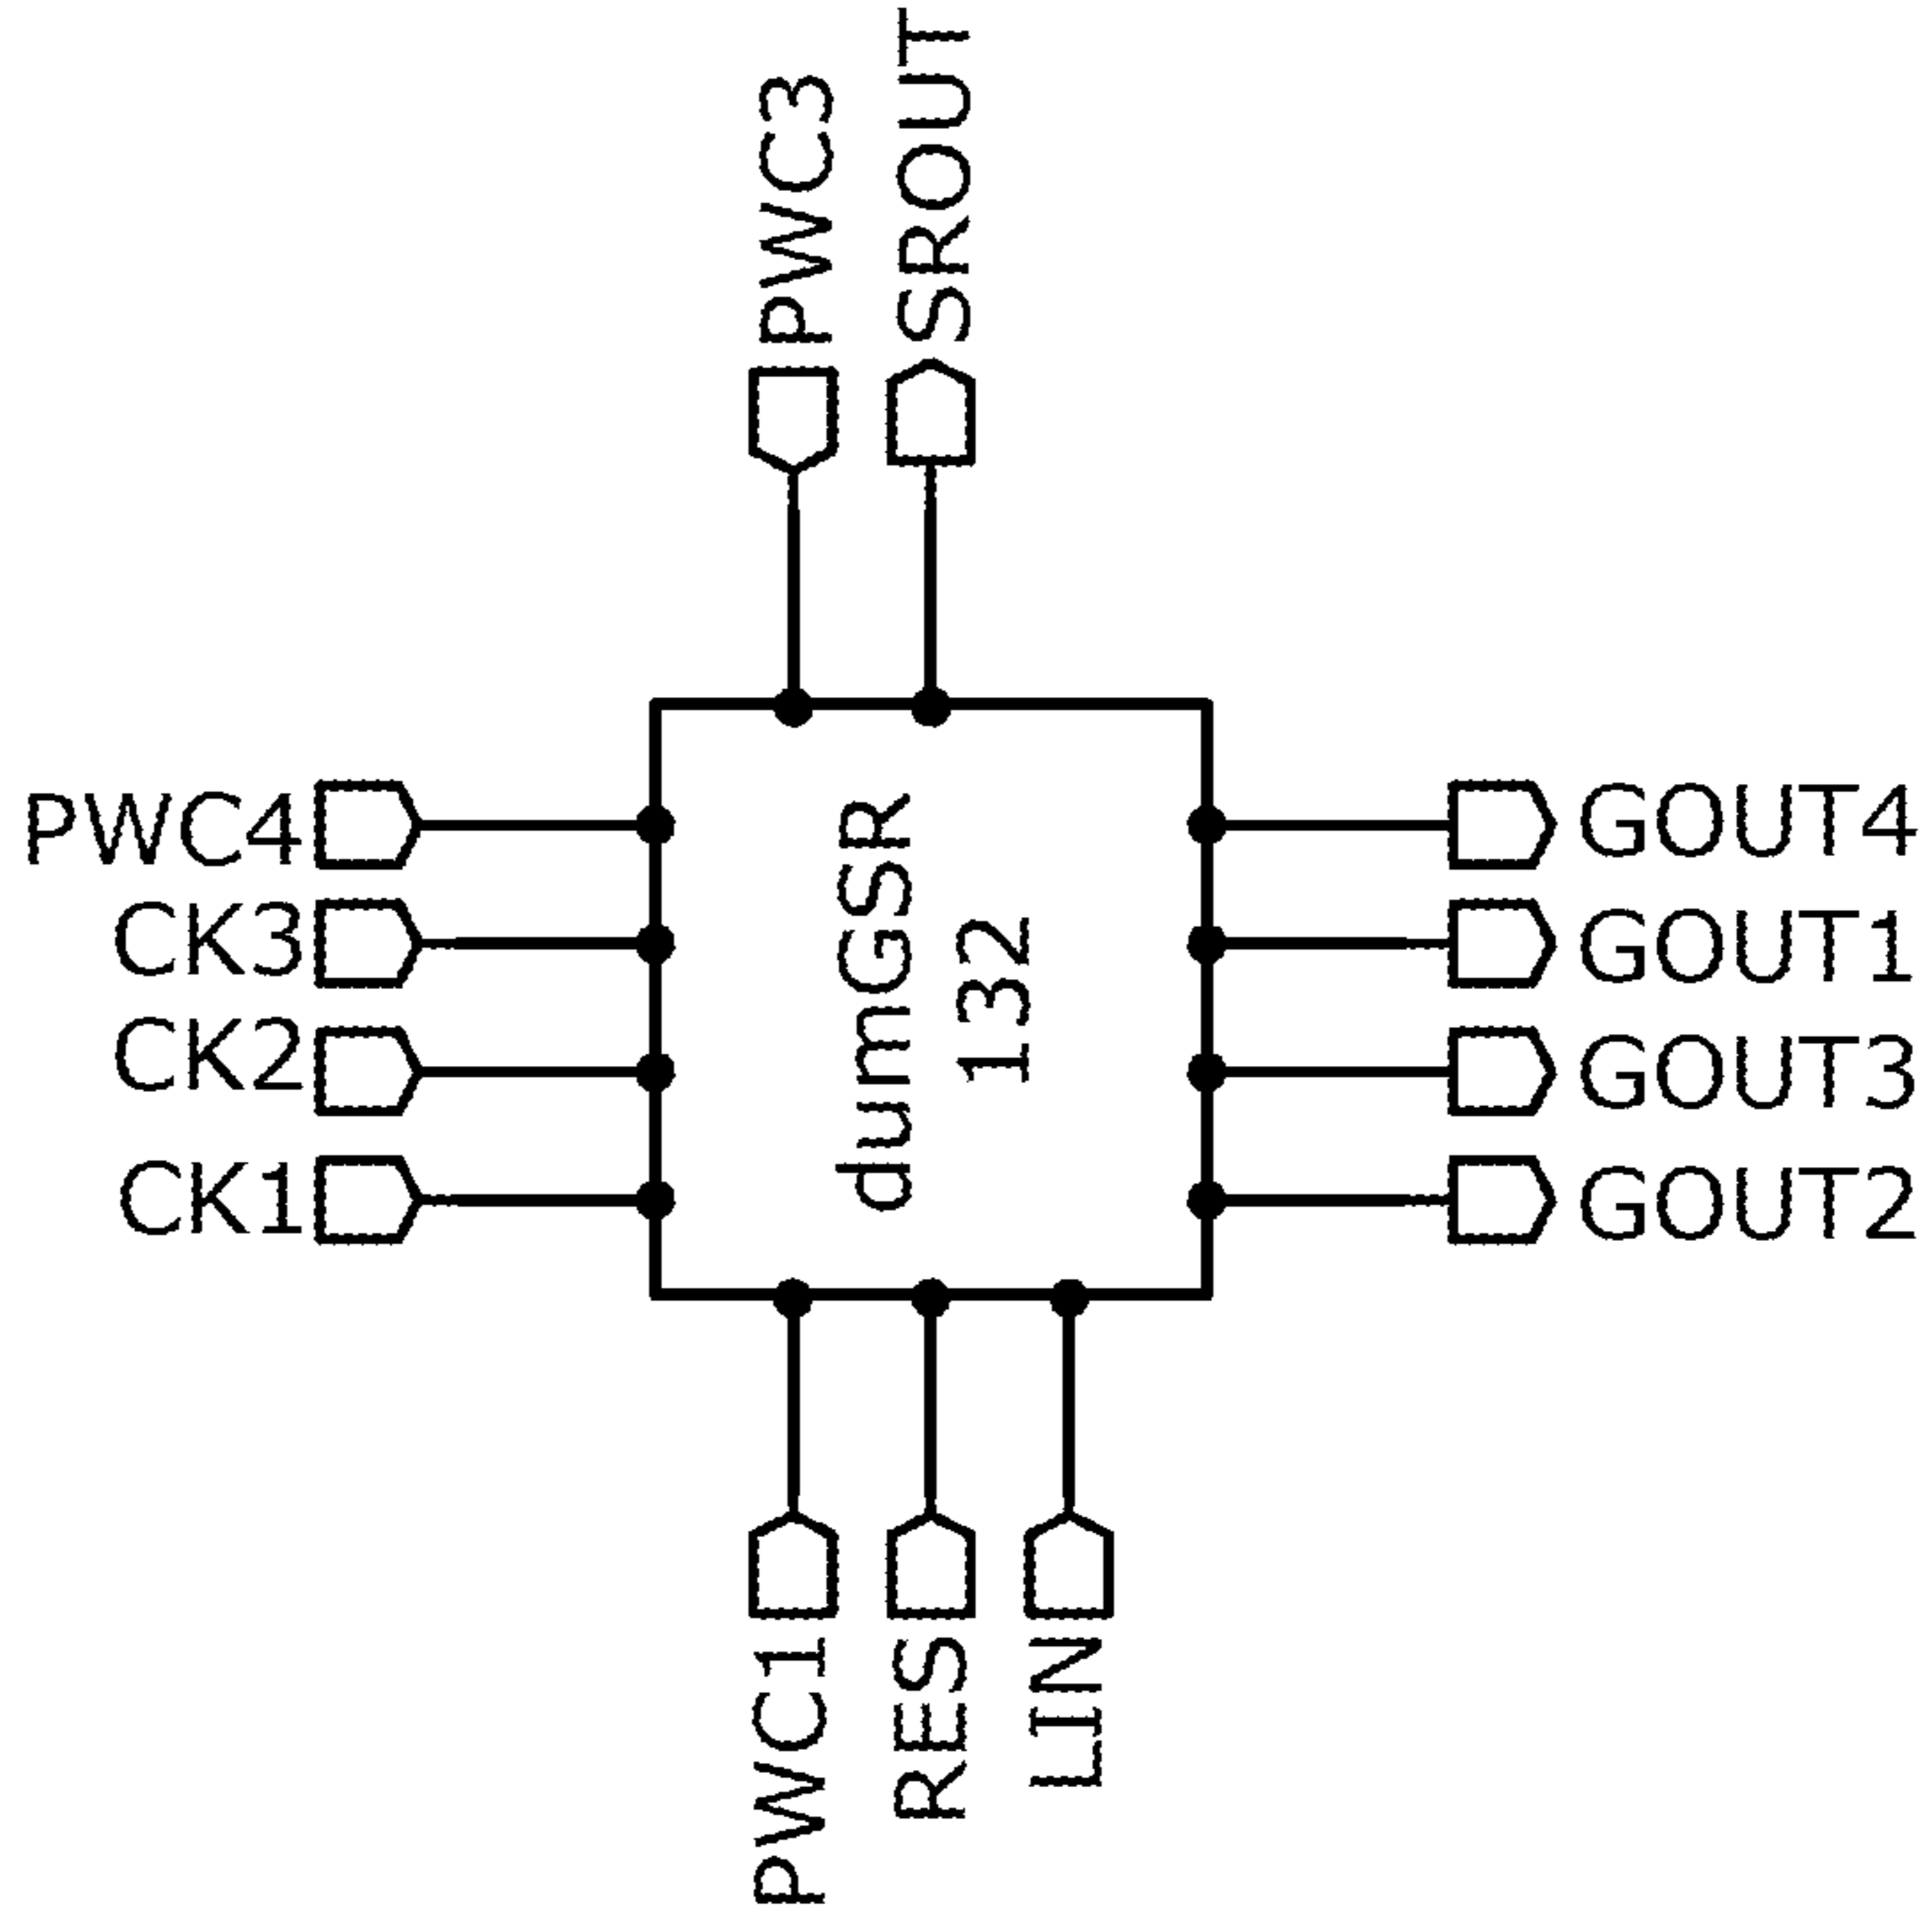 PWC3
SROUT
PWC4
GOUT4
CK3
GOUT1
CK2
GOUT3
CK1
GOUT2
dumGSR
132
PWC1
RES
LIN